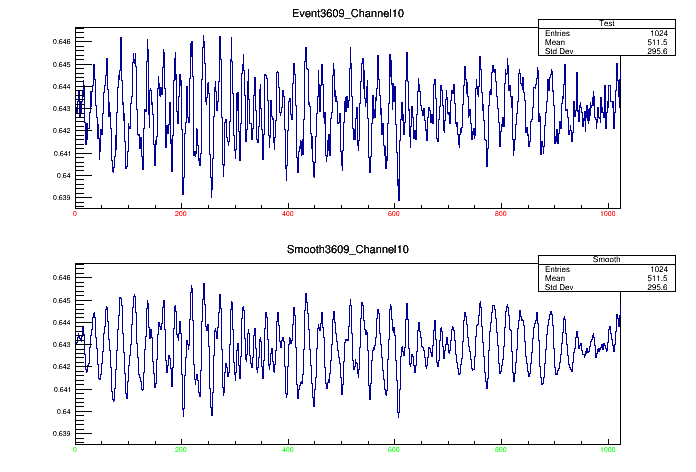 Event3609_Channel10
Test
Entries 1024
Mean 511.5
Std Dev 295.6
0.646
0.645
0.644
0.643
0.642
0.641
0.64
0.639
0 200 400 600 800 1000
Smooth3609_Channel10
Smooth
Entries 1024
Mean 511.5
Std Dev 295.6
0.646
0.645
0.644
0.643
0.642
0.641
0.64
0.639
0 200 400 600 800 1000